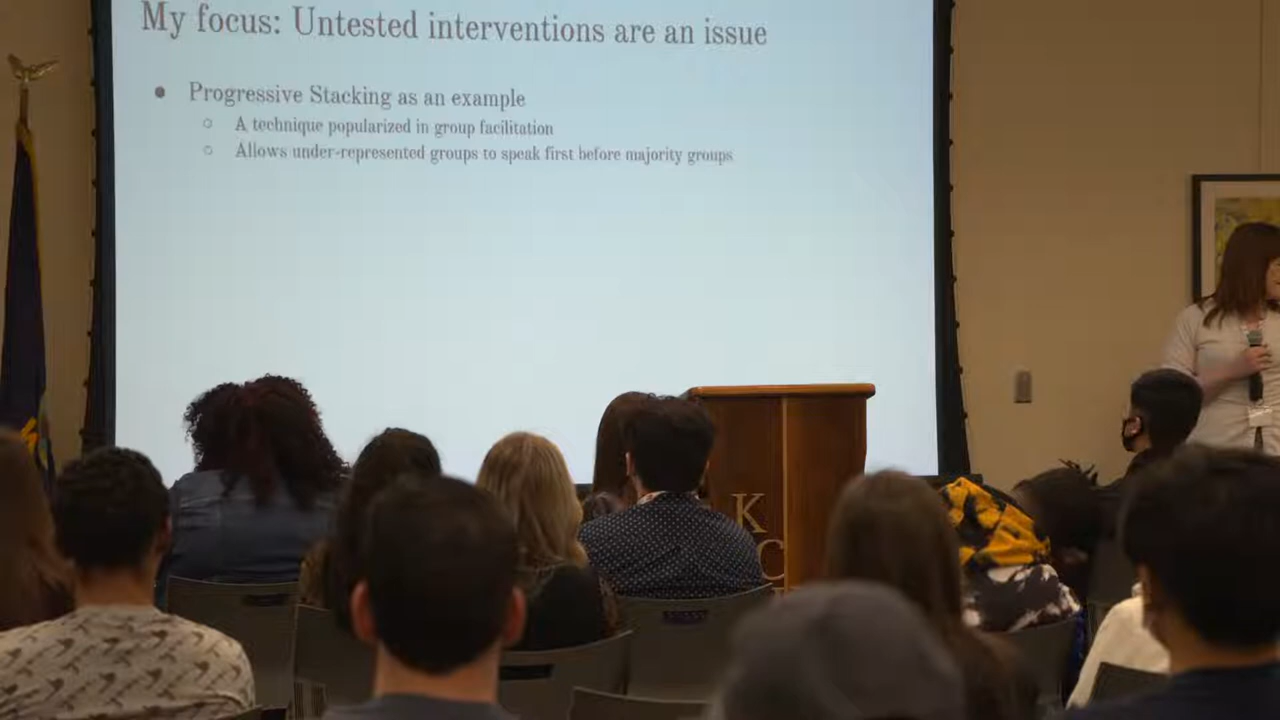 My focus: Untested interventions are an issue
Progressive Stacking as an example
A technique popularized in group facilitation
Allows under-represented groups to speak first before majority groups
K
C